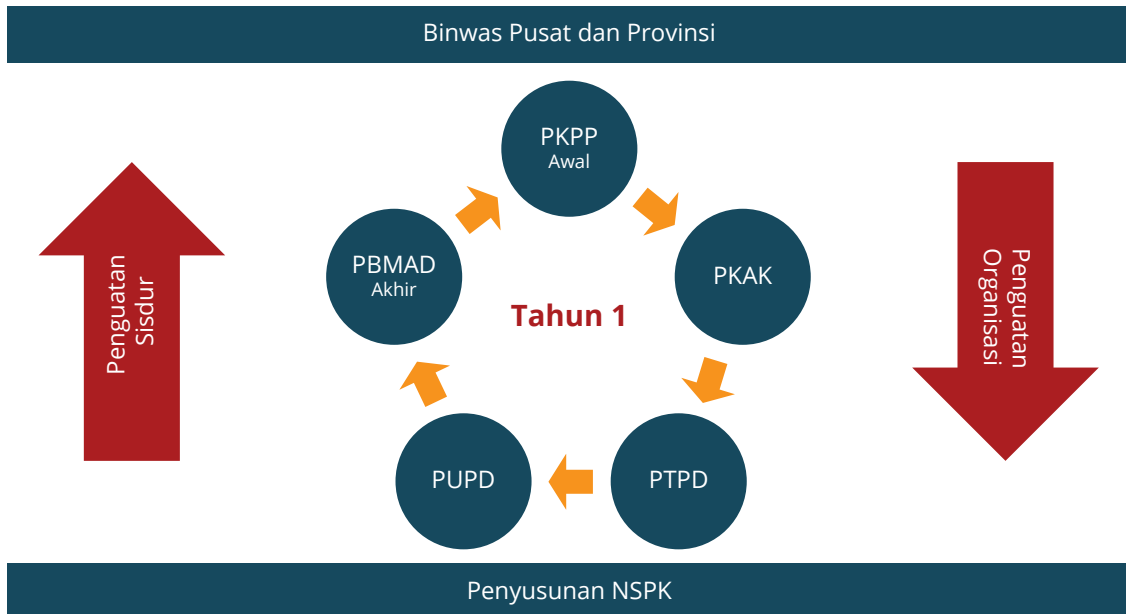 Binwas Pusat dan Provinsi
PKPP
Awal
PBMAD
Akhir
PKAK
Tahun 1
Penguatan
Sisdur
Penguatan
Organisasi
PUPD
PTPD
Penyusunan NSPK